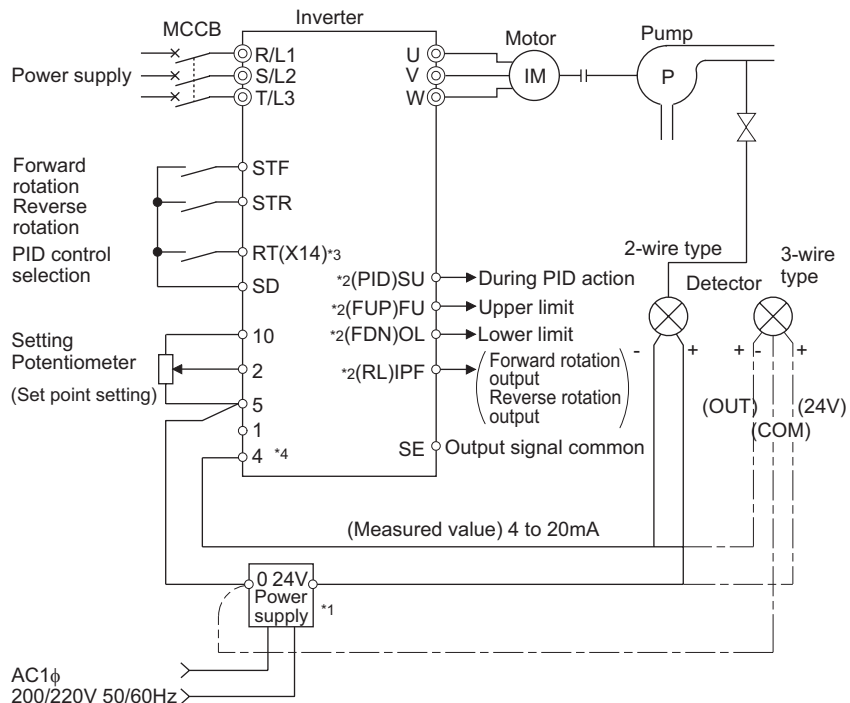 Inverter
MCCB
Power supply
R/L1
S/L2
T/L3
U
V
W
Motor
IM
Pump
P
Forward
rotation
Reverse
rotation
PID control
selection
STF
STR
RT(X14)*3
SD
Setting
Potentiometer
(Set point setting)
10
2
5
1
4 *4
*2(PID)SU During PID action
*2(FUP)FU Upper limit
*2(FDN)OL Lower limit
*2(RL)IPF
(Forward rotation
output
Reverse rotation
output)
SE Output signal common
2-wire type
Detector
3-wire
type
- +
+ - +
(OUT)
(COM)
(24V)
(Measured value) 4 to 20mA
0 24V
Power
supply
*1
AC1ϕ
200/220V 50/60Hz